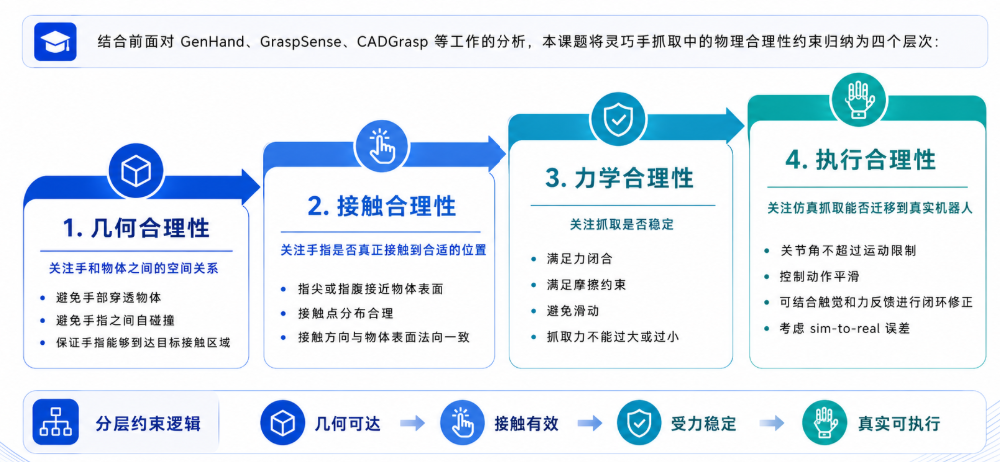 结合前面对 GenHand、GraspSense、CADGrasp 等工作的分析，本课题将灵巧手抓取中的物理合理性约束归纳为四个层次：
1. 几何合理性
关注手和物体之间的空间关系
• 避免手部穿透物体
• 避免手指之间自碰撞
• 保证手指能够到达目标接触区域
2. 接触合理性
关注手指是否真正接触到合适的位置
• 指尖或指腹接近物体表面
• 接触点分布合理
• 接触方向与物体表面法向一致
3. 力学合理性
关注抓取是否稳定
• 满足力闭合
• 满足摩擦约束
• 避免滑动
• 抓取力不能过大或过小
4. 执行合理性
关注仿真抓取能否迁移到真实机器人
• 关节角不超过运动限制
• 控制动作平滑
• 可结合触觉和力反馈进行闭环修正
• 考虑 sim-to-real 误差
分层约束逻辑
几何可达
接触有效
受力稳定
真实可执行